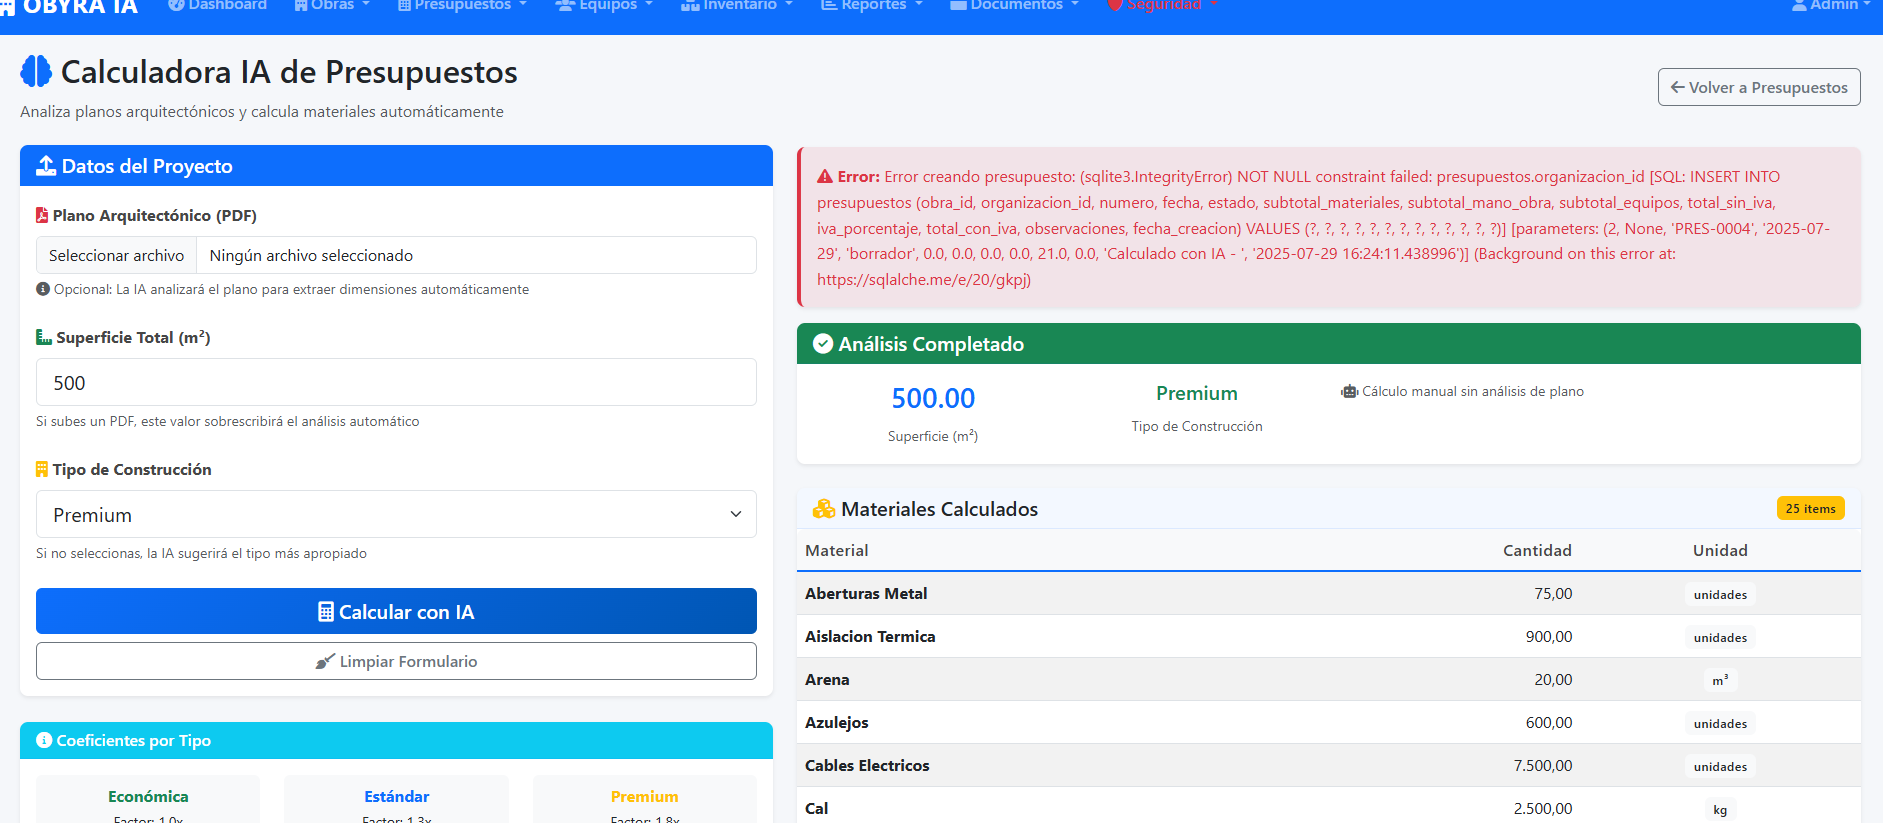 OBYRA IA
Dashboard
Obras
Presupuestos
Equipos
Inventario
Reportes
Documentos
Seguridad
Admin
Calculadora IA de Presupuestos
Analiza planos arquitectónicos y calcula materiales automáticamente
Volver a Presupuestos
Datos del Proyecto
Plano Arquitectónico (PDF)
Seleccionar archivo Ningún archivo seleccionado
Opcional: La IA analizará el plano para extraer dimensiones automáticamente
Superficie Total (m²)
500
Si subes un PDF, este valor sobrescribirá el análisis automático
Tipo de Construcción
Premium
Si no seleccionas, la IA sugerirá el tipo más apropiado
Calcular con IA
Limpiar Formulario
Coeficientes por Tipo
Económica Estándar Premium
Factor: 1.0x Factor: 1.3x Factor: 1.8x
Error: Error creando presupuesto: (sqlite3.IntegrityError) NOT NULL constraint failed: presupuestos.organizacion_id [SQL: INSERT INTO
presupuestos (obra_id, organizacion_id, numero, fecha, estado, subtotal_materiales, subtotal_mano_obra, subtotal_equipos, total_sin_iva,
iva_porcentaje, total_con_iva, observaciones, fecha_creacion) VALUES (?, ?, ?, ?, ?, ?, ?, ?, ?, ?, ?, ?, ?)] [parameters: (2, None, 'PRES-0004', '2025-07-
29', 'borrador', 0.0, 0.0, 0.0, 0.0, 21.0, 0.0, 'Calculado con IA - ', '2025-07-29 16:24:11.438996')] (Background on this error at:
https://sqlalche.me/e/20/gkpj)
Análisis Completado
500.00 Premium Cálculo manual sin análisis de plano
Superficie (m²) Tipo de Construcción
Materiales Calculados 25 items
Material Cantidad Unidad
Aberturas Metal 75,00 unidades
Aislacion Termica 900,00 unidades
Arena 20,00 m³
Azulejos 600,00 unidades
Cables Electricos 7.500,00 unidades
Cal 2.500,00 kg